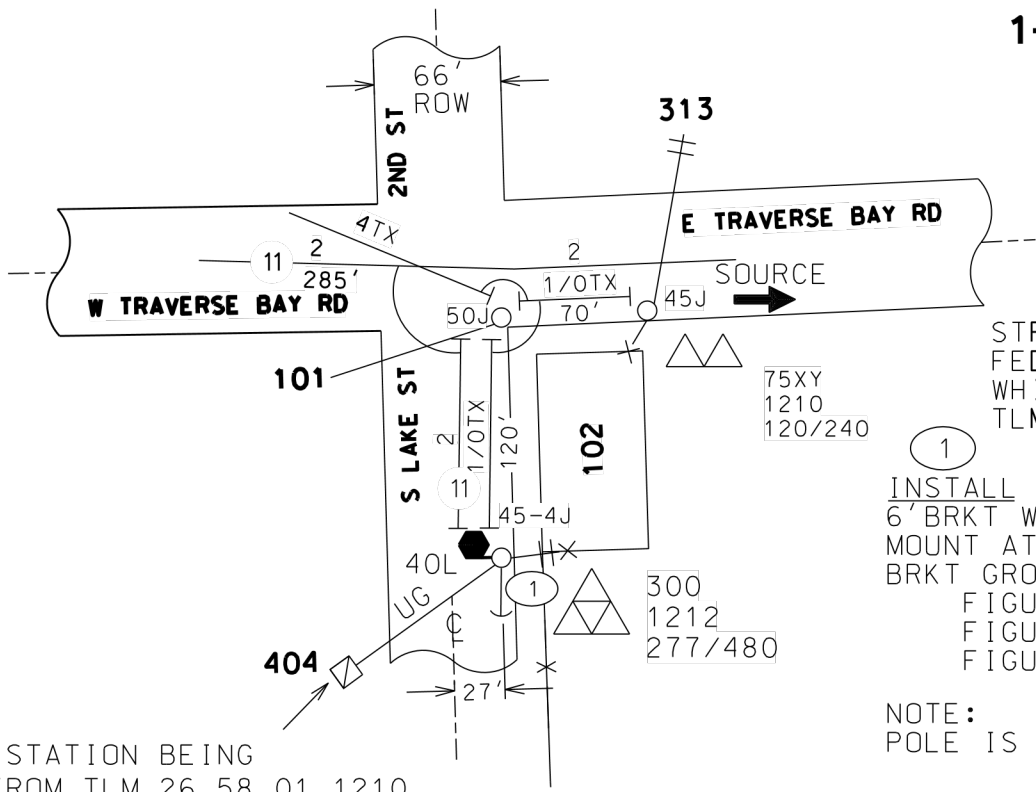 1-
66'
ROW
2ND ST
313
E TRAVERSE BAY RD
4TX
2
11
2
285'
1/0TX
SOURCE
W TRAVERSE BAY RD
50J
70'
45J
101
75XY
1210
120/240
S LAKE ST
2
1/0TX
120'
102
11
1
INSTALL
6'BRKT W
MOUNT AT
BRKT GRO
FIGU
FIGU
FIGU
45-4J
40L
1
UG
CL
300
1212
277/480
404
27'
NOTE:
POLE IS
STATION BEING
FROM TLM 26 58 01 1210